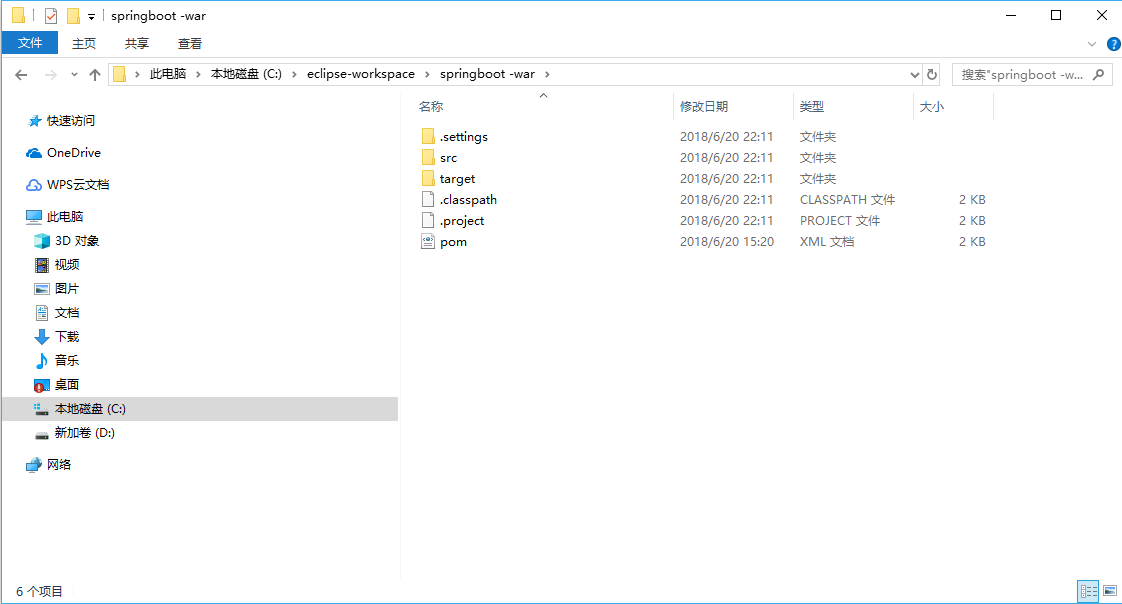 springboot -war
文件 主页 共享 查看
此电脑 本地磁盘 (C:) eclipse-workspace springboot -war
搜索"springboot -w...
快速访问
OneDrive
WPS云文档
此电脑
3D 对象
视频
图片
文档
下载
音乐
桌面
本地磁盘 (C:)
新加卷 (D:)
网络
名称 修改日期 类型 大小
.settings 2018/6/20 22:11 文件夹
src 2018/6/20 22:11 文件夹
target 2018/6/20 22:11 文件夹
.classpath 2018/6/20 22:11 CLASSPATH 文件 2 KB
.project 2018/6/20 22:11 PROJECT 文件 2 KB
pom 2018/6/20 15:20 XML 文档 2 KB
6 个项目